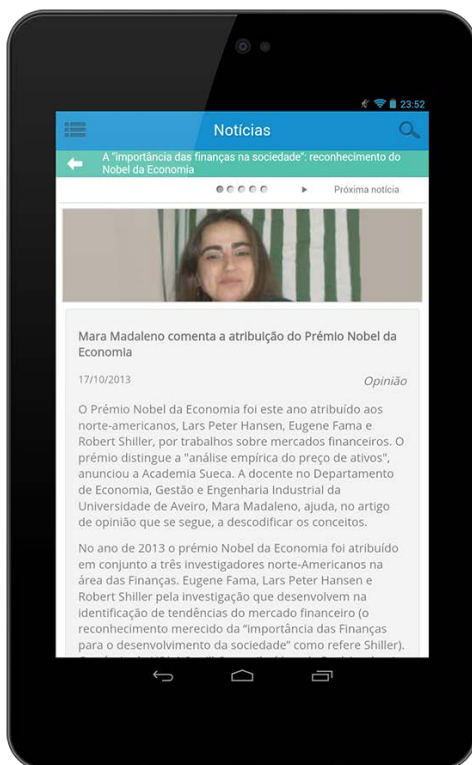 23:52
Notícias
A "importância das finanças na sociedade": reconhecimento do
Nobel da Economia
Próxima notícia
Mara Madaleno comenta a atribuição do Prémio Nobel da
Economia
17/10/2013
Opinião
O Prémio Nobel da Economia foi este ano atribuído aos
norte-americanos, Lars Peter Hansen, Eugene Fama e
Robert Shiller, por trabalhos sobre mercados financeiros. O
prémio distingue a "análise empírica do preço de ativos",
anunciou a Academia Sueca. A docente no Departamento
de Economia, Gestão e Engenharia Industrial da
Universidade de Aveiro, Mara Madaleno, ajuda, no artigo
de opinião que se segue, a descodificar os conceitos.
No ano de 2013 o prémio Nobel da Economia foi atribuído
em conjunto a três investigadores norte-Americanos na
área das Finanças. Eugene Fama, Lars Peter Hansen e
Robert Shiller pela investigação que desenvolvem na
identificação de tendências do mercado financeiro (o
reconhecimento merecido da “importância das Finanças
para o desenvolvimento da sociedade” como refere Shiller).